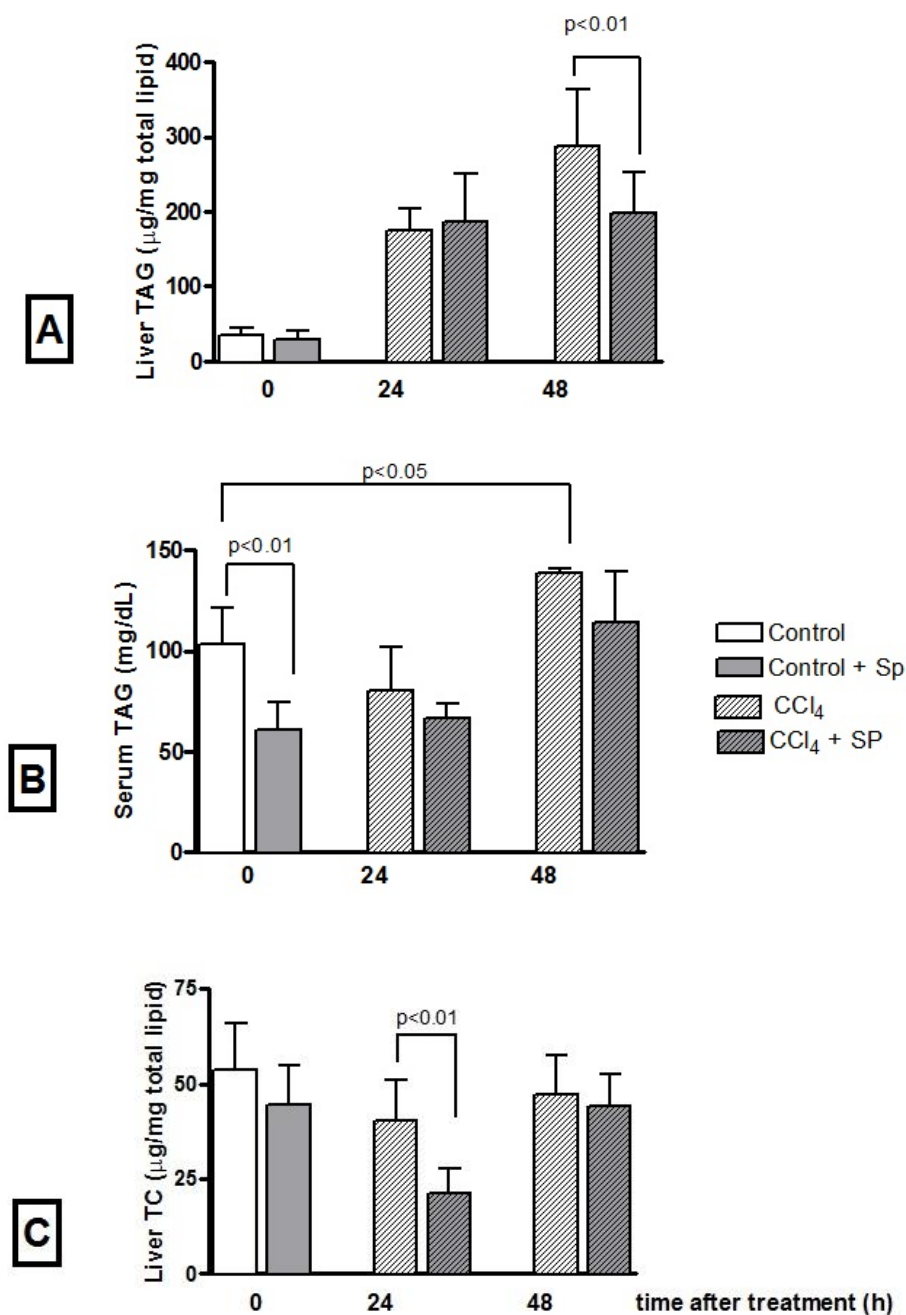 p<0.01
400
300
200
100
0
Liver TAG (μg/mg total lipid)
A
0 24 48
p<0.05
p<0.01
150
100
50
0
Serum TAG (mg/dL)
B
0 24 48
Control
Control + Sp
CCl₄
CCl₄ + SP
75
50
25
0
Liver TC (μg/mg total lipid)
p<0.01
C
0 24 48 time after treatment (h)